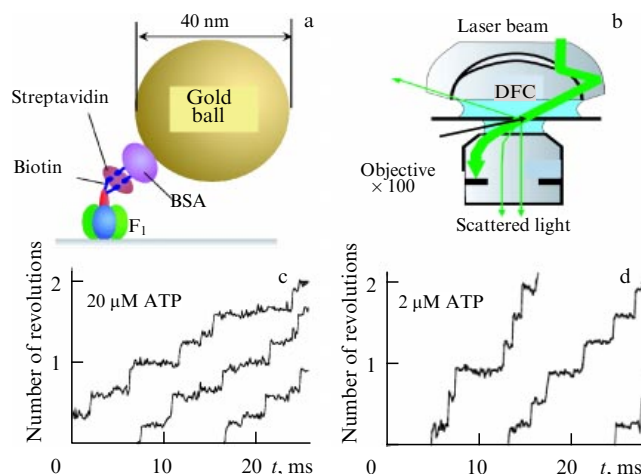 40 nm
a
Streptavidin
Gold
ball
Biotin
BSA
F₁
Laser beam
b
DFC
Objective
× 100
Scattered light
Number of revolutions
2
1
c
20 μM ATP
0
10
20
t, ms
Number of revolutions
2
1
d
2 μM ATP
0
10
20
t, ms